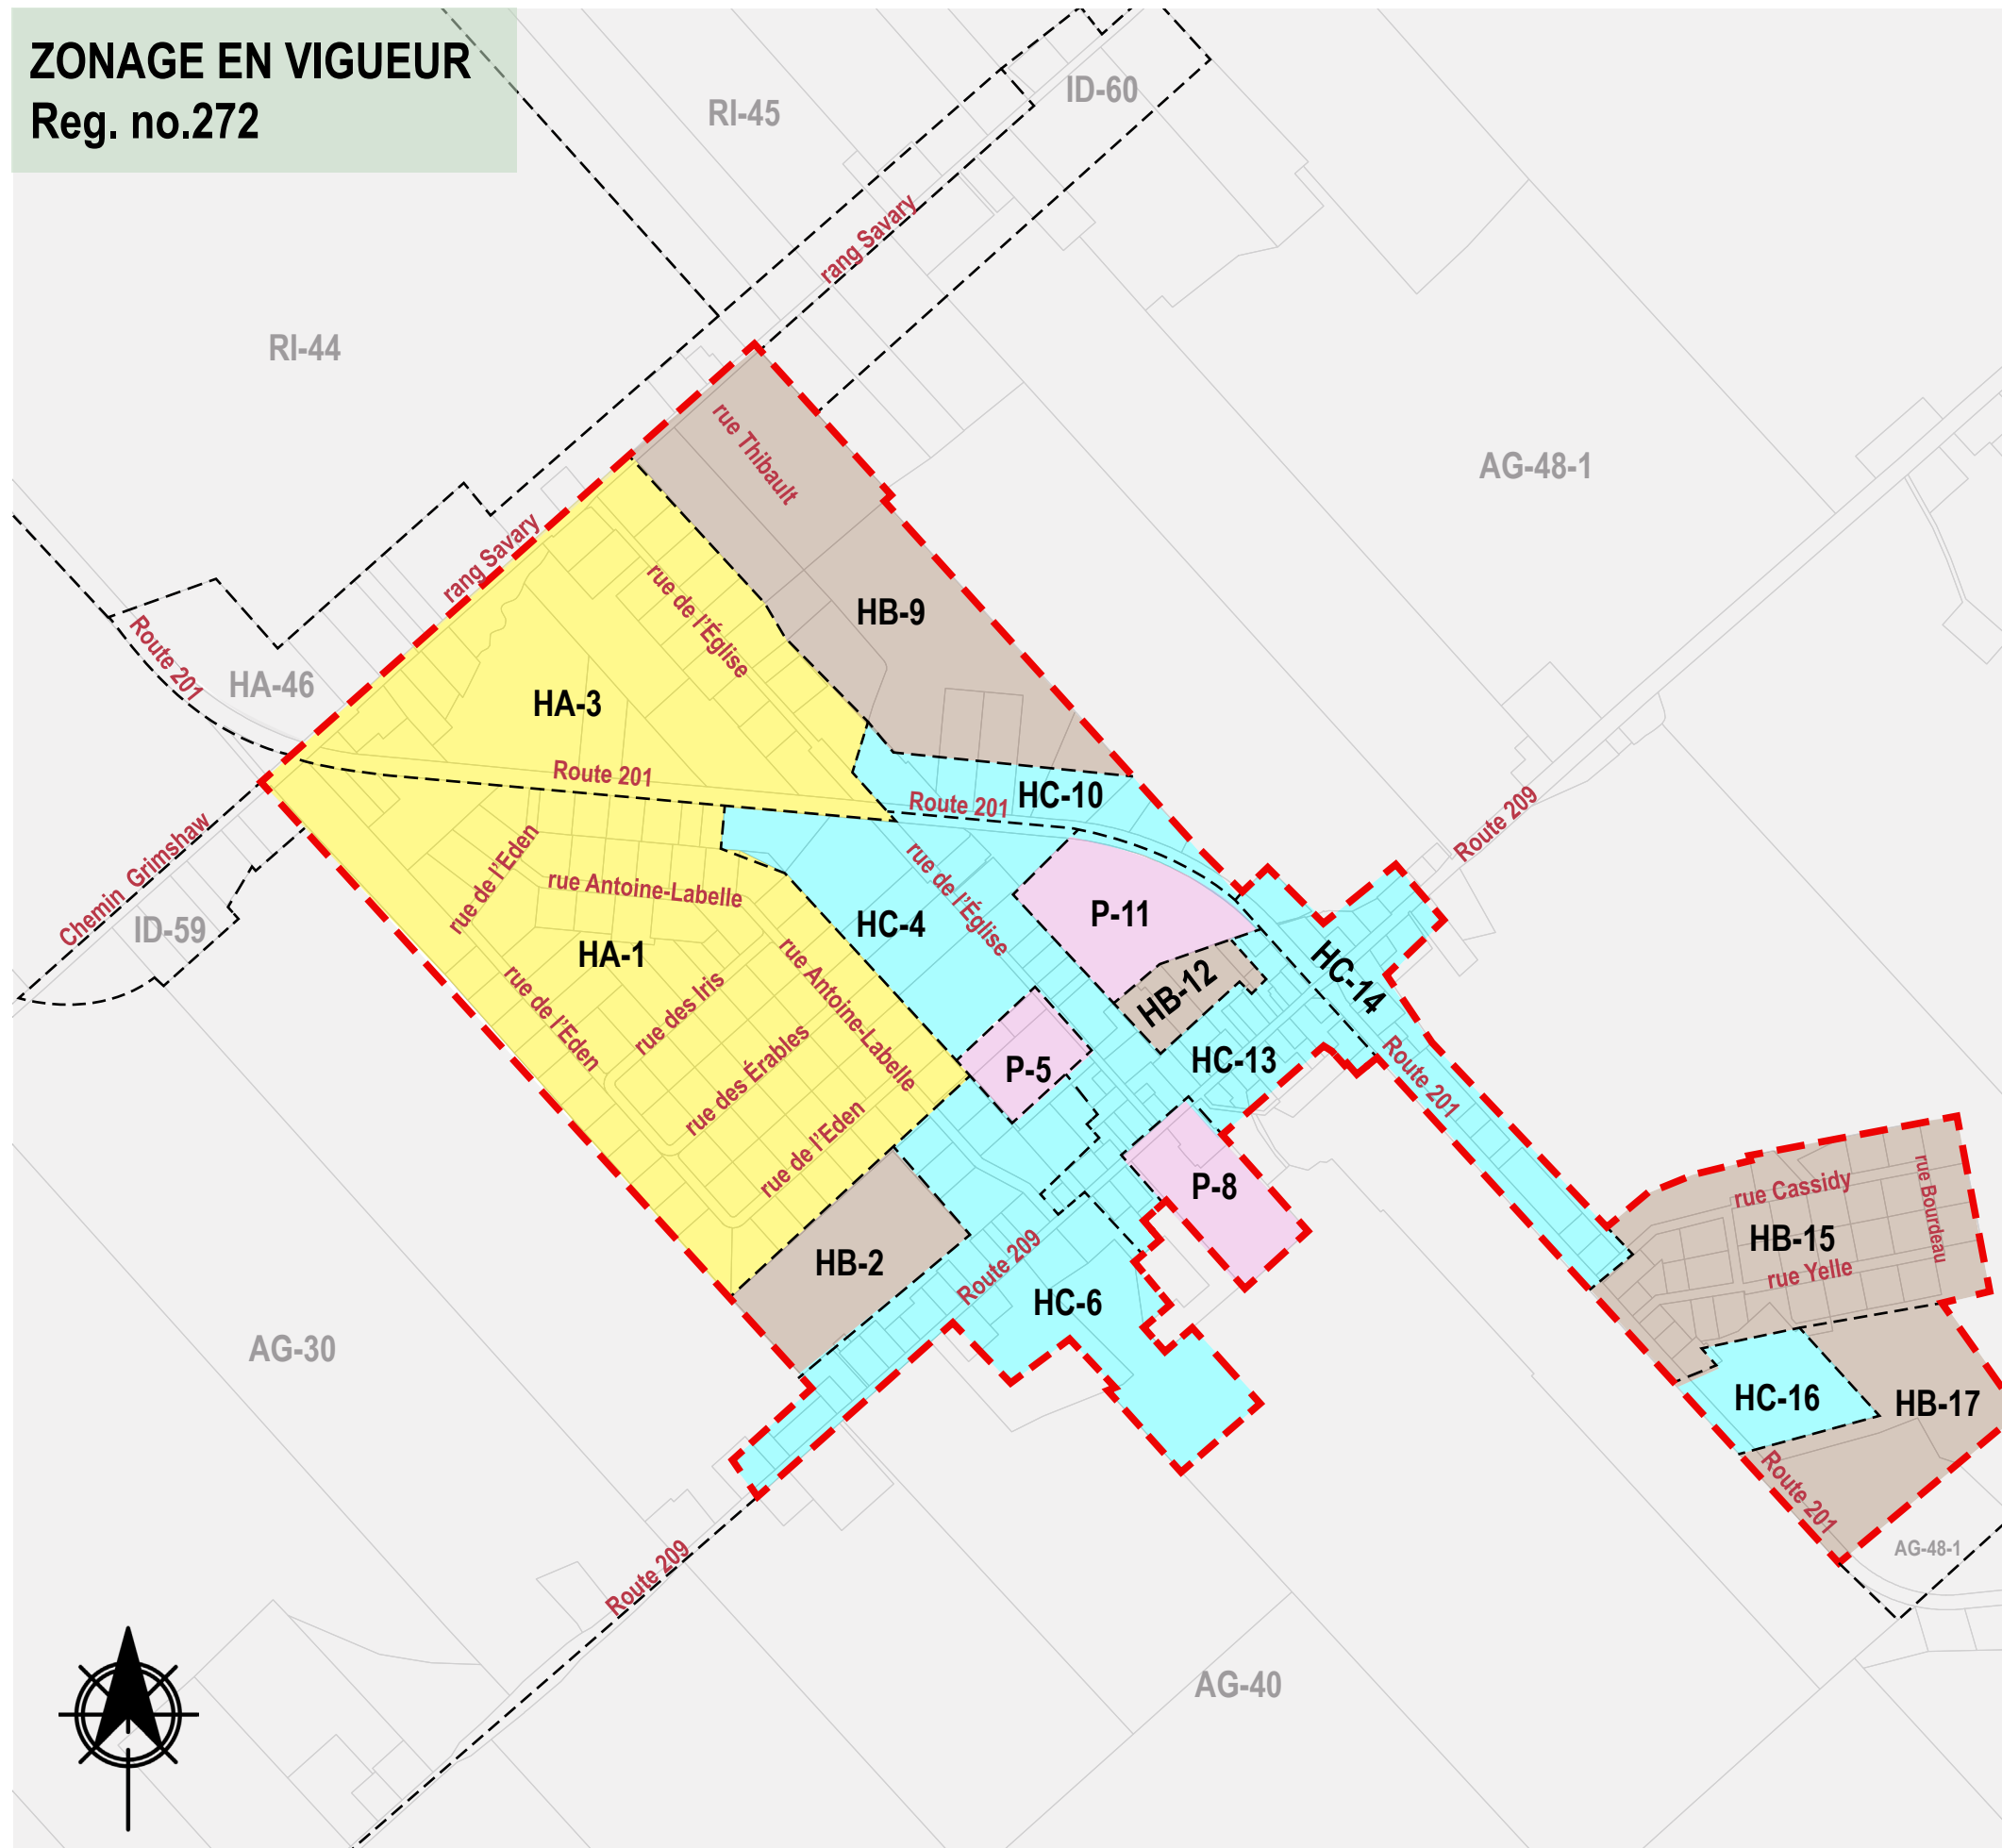 ZONAGE EN VIGUEUR
Reg. no.272
ID-60
RI-45
rang Savary
RI-44
rue Thibault
AG-48-1
rang Savary
rue de l'Église
HB-9
Route 201
HA-46
HA-3
Route 201
HC-10
Route 201
Route 209
Chemin Grimshaw
rue de l'Eden
rue Antoine-Labelle
rue de l'Église
HC-4
P-11
ID-59
HA-1
HB-12
HC-14
rue de l'Eden
rue des Iris
rue Antoine-Labelle
P-5
HC-13
rue des Érables
Route 201
rue de l'Eden
P-8
rue Cassidy
rue Bourdeau
HB-15
HB-2
Route 209
rue Yelle
HC-6
AG-30
HC-16
HB-17
Route 201
AG-48-1
Route 209
AG-40